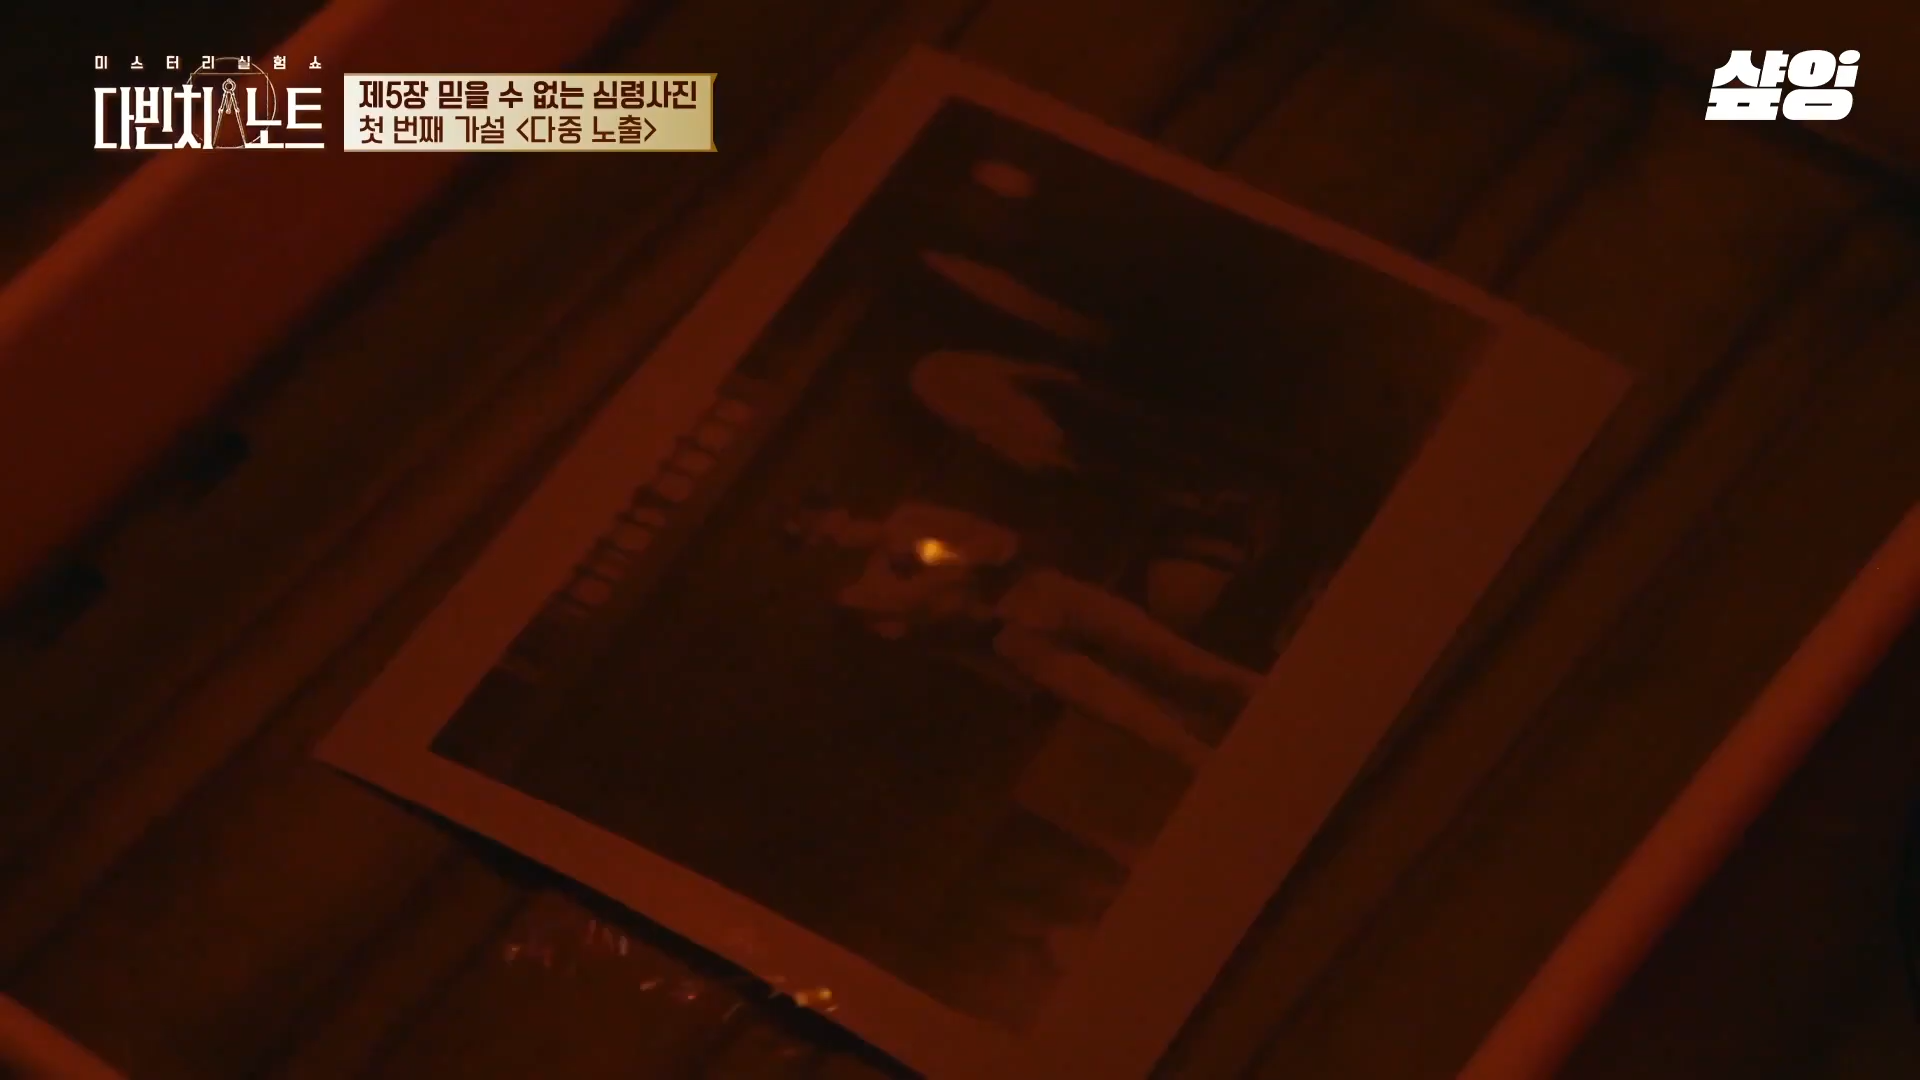 미스터리실험쇼
다빈치노트
제5장 믿을 수 없는 심령사진
첫 번째 가설 <다중 노출>
샾잉